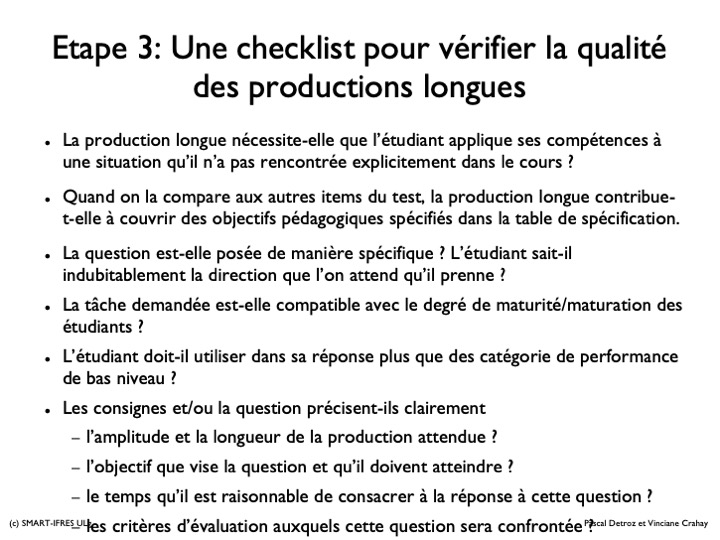 Etape 3: Une checklist pour vérifier la qualité
des productions longues
• La production longue nécessite-elle que l'étudiant applique ses compétences à
une situation qu'il n'a pas rencontrée explicitement dans le cours ?
• Quand on la compare aux autres items du test, la production longue contribue-
t-elle à couvrir des objectifs pédagogiques spécifiés dans la table de spécification.
• La question est-elle posée de manière spécifique ? L'étudiant sait-il
indubitablement la direction que l'on attend qu'il prenne ?
• La tâche demandée est-elle compatible avec le degré de maturité/maturation des
étudiants ?
• L'étudiant doit-il utiliser dans sa réponse plus que des catégorie de performance
de bas niveau ?
• Les consignes et/ou la question précisent-ils clairement
– l'amplitude et la longueur de la production attendue ?
– l'objectif que vise la question et qu'il doivent atteindre ?
– le temps qu'il est raisonnable de consacrer à la réponse à cette question ?
– les critères d'évaluation auxquels cette question sera confrontée ?
(c) SMART-IFRES
Pascal Detroz et Vinciane Crahay